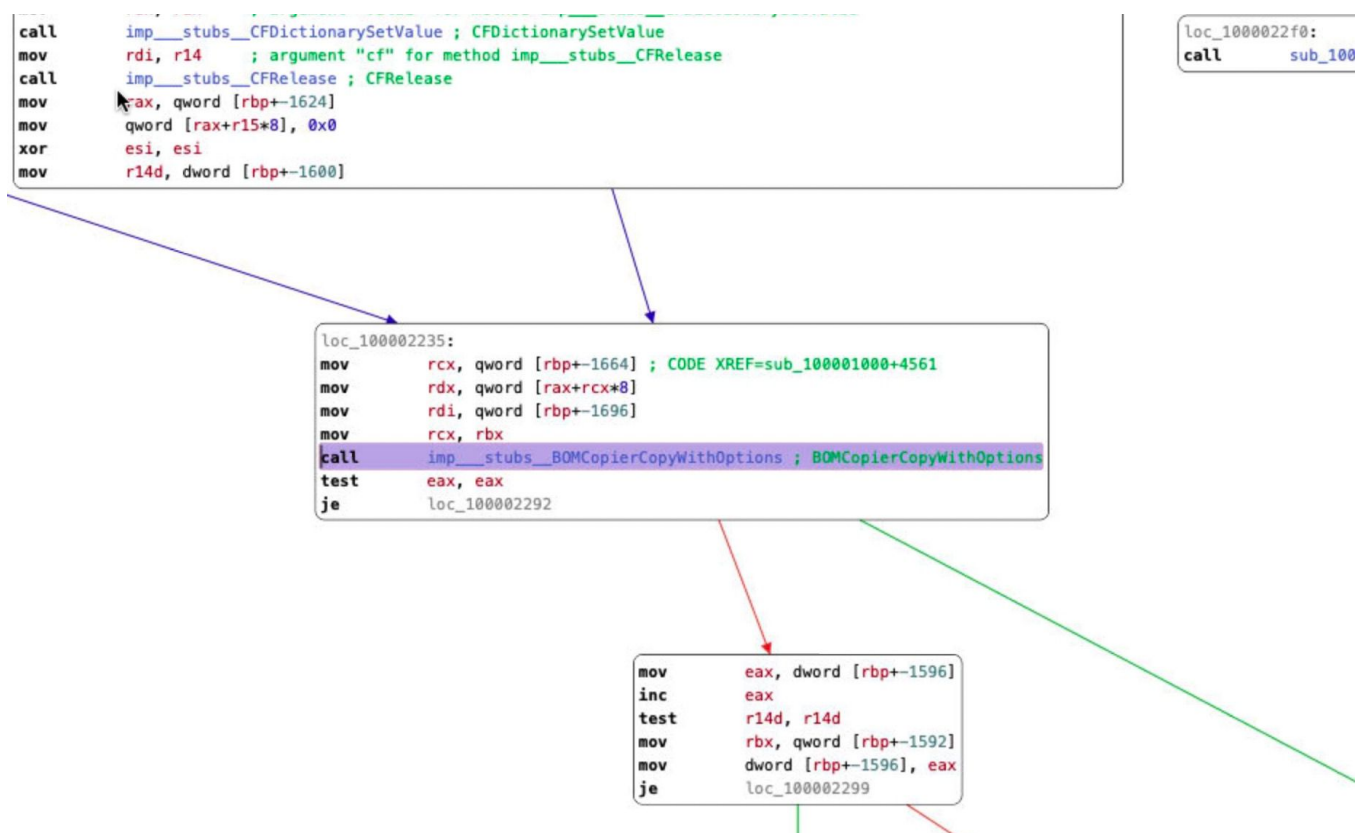 call imp___stubs__CFDictionarySetValue ; CFDictionarySetValue
mov rdi, r14 ; argument "cf" for method imp___stubs__CFRelease
call imp___stubs__CFRelease ; CFRelease
mov rax, qword [rbp+-1624]
mov qword [rax+r15*8], 0x0
xor esi, esi
mov r14d, dword [rbp+-1600]
loc_1000022f0:
call sub_100
loc_100002235:
mov rcx, qword [rbp+-1664] ; CODE XREF=sub_100001000+4561
mov rdx, qword [rax+rcx*8]
mov rdi, qword [rbp+-1696]
mov rcx, rbx
call imp___stubs__BOMCopierCopyWithOptions ; BOMCopierCopyWithOptions
test eax, eax
je loc_100002292
mov eax, dword [rbp+-1596]
inc eax
test r14d, r14d
mov rbx, qword [rbp+-1592]
mov dword [rbp+-1596], eax
je loc_100002299